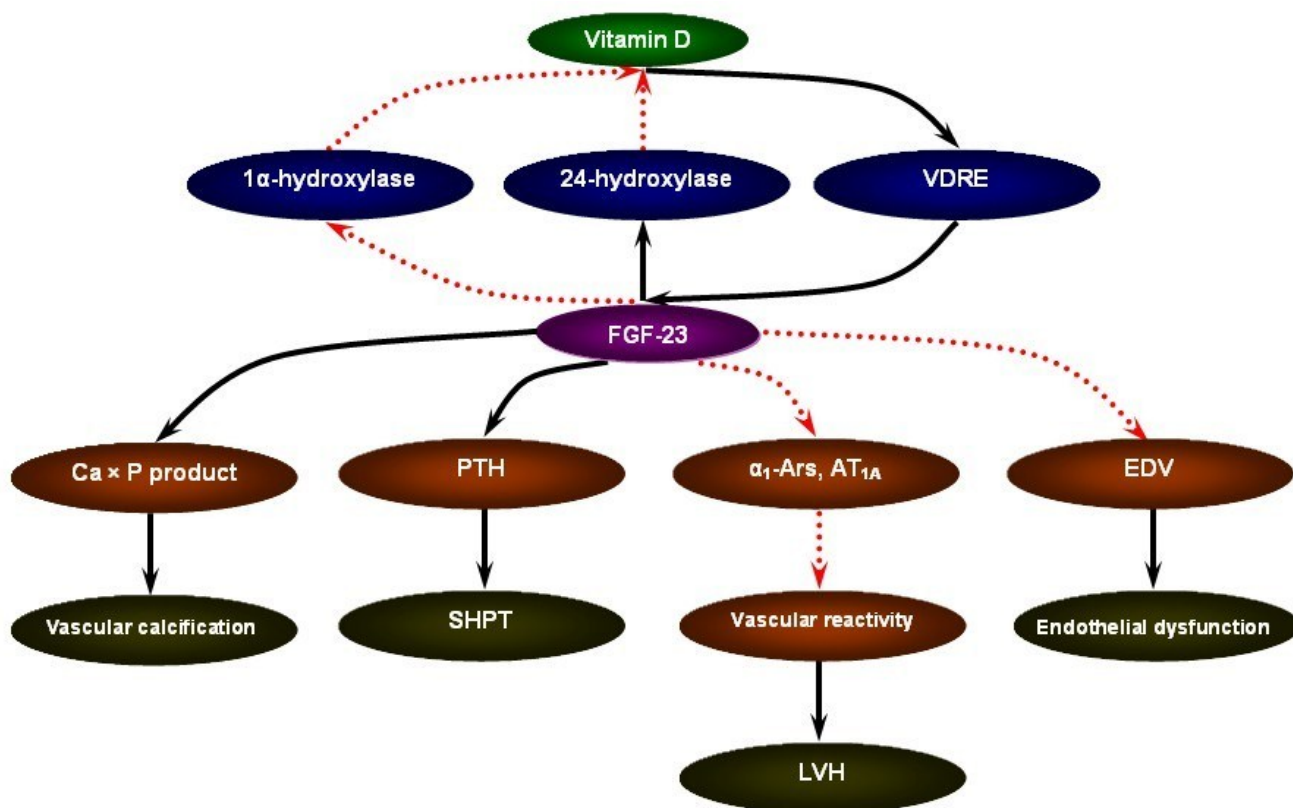 Vitamin D
1α-hydroxylase
24-hydroxylase
VDRE
FGF-23
Ca × P product
PTH
α₁-Ars, AT₁ₐ
EDV
Vascular calcification
SHPT
Vascular reactivity
Endothelial dysfunction
LVH